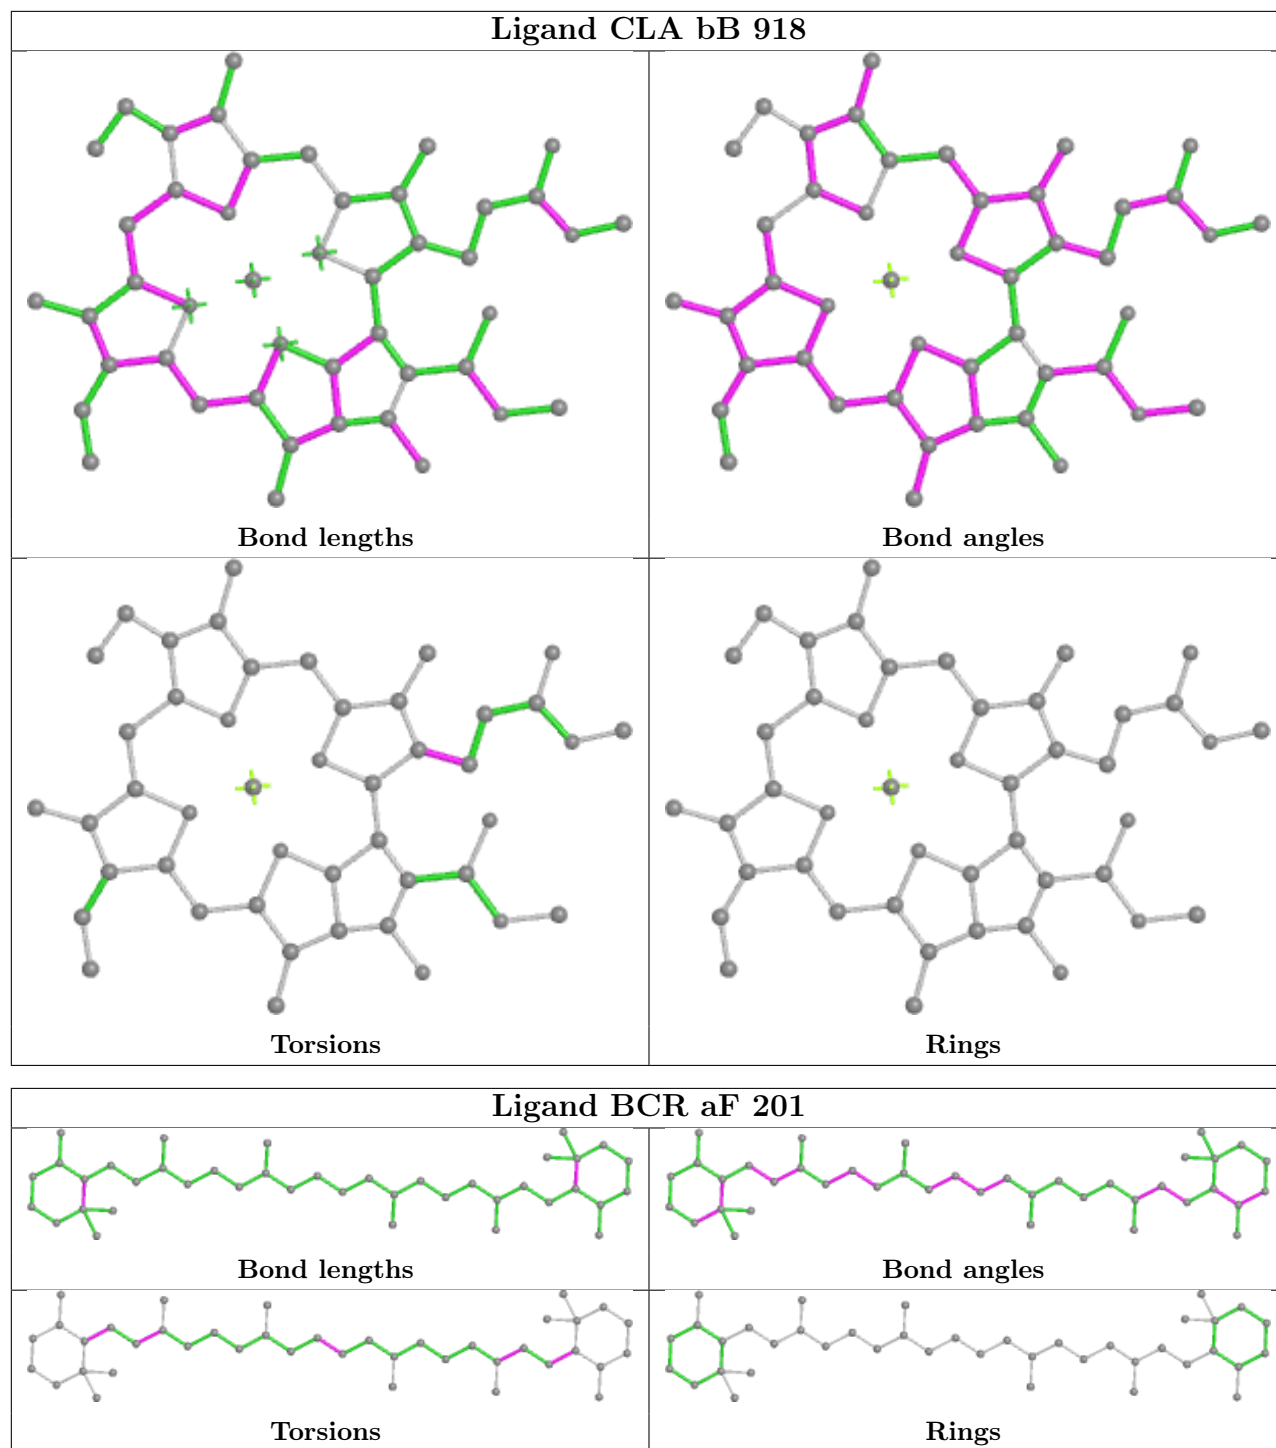 Ligand CLA bB 918
Bond lengths
Bond angles
Torsions
Rings
Ligand BCR aF 201
Bond lengths
Bond angles
Torsions
Rings